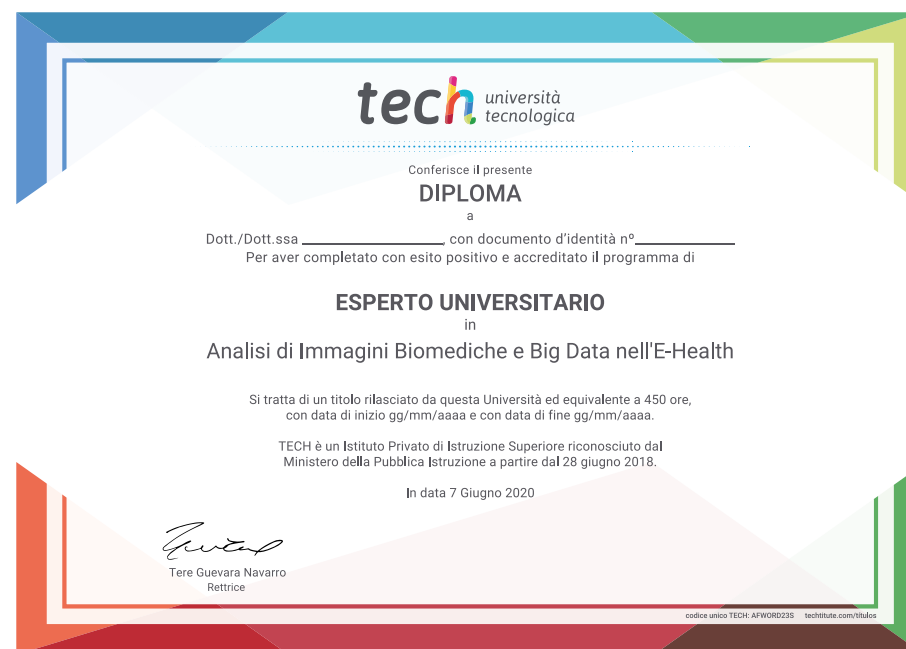 tech università
tecnologica
Conferisce il presente
DIPLOMA
a
Dott./Dott.ssa ____________________, con documento d'identità nº______________
Per aver completato con esito positivo e accreditato il programma di
ESPERTO UNIVERSITARIO
in
Analisi di Immagini Biomediche e Big Data nell'E-Health
Si tratta di un titolo rilasciato da questa Università ed equivalente a 450 ore,
con data di inizio gg/mm/aaaa e con data di fine gg/mm/aaaa.
TECH è un Istituto Privato di Istruzione Superiore riconosciuto dal
Ministero della Pubblica Istruzione a partire dal 28 giugno 2018.
In data 7 Giugno 2020
Tere Guevara Navarro
Rettrice
codice unico TECH: AFWORD23S techtitute.com/titulos